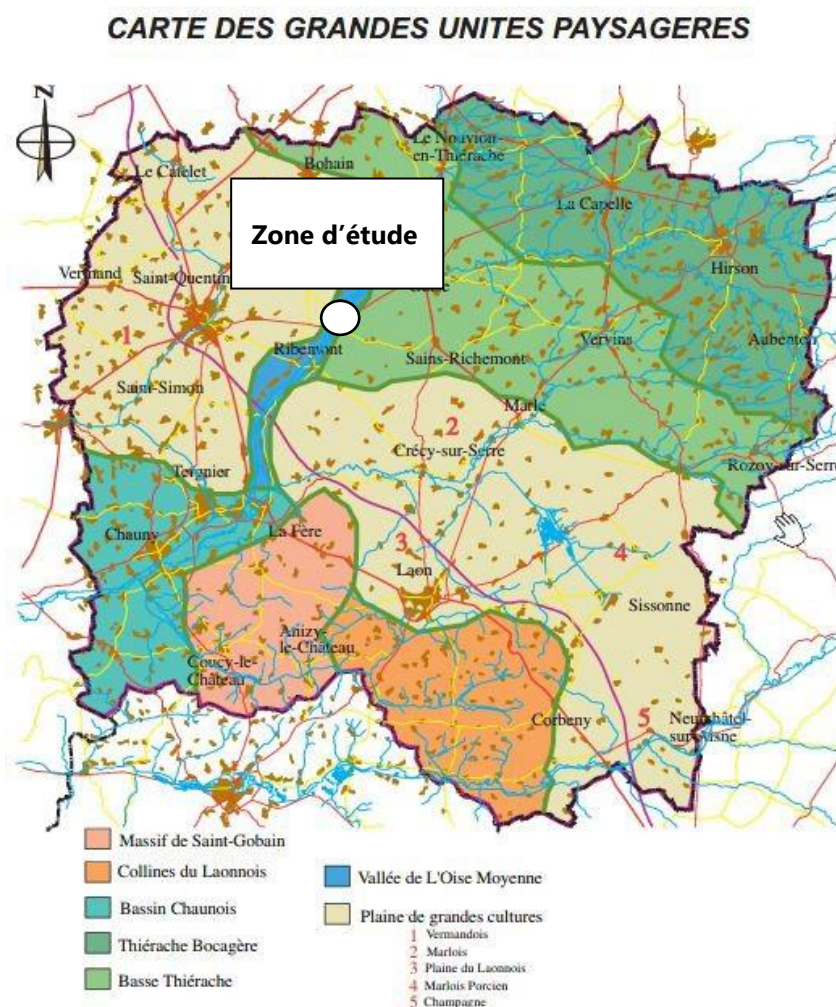 CARTE DES GRANDES UNITES PAYSAGERES
N
Le Catelet
Bohain
Le Nouvion-
en-Thiérache
La Capelle
Zone d'étude
Vermand
Saint-Quentin
Hirson
1
Ribemont
Sains-Richemont
Vervins
Aubenton
Saint-Simon
Marle
2
Crécy-sur-Serre
Tergnier
Rozoy-sur-Serre
Chauny
La Fère
3
4
Laon
Sissonne
Anizy-
le-Château
Coucy-le-
Château
Corbeny
5
Neufchâtel-
sur-Aisne
Massif de Saint-Gobain
Collines du Laonnois
Bassin Chaunois
Thiérache Bocagère
Basse Thiérache
Vallée de L'Oise Moyenne
Plaine de grandes cultures
1 Vermandois
2 Marlois
3 Plaine du Laonnois
4 Marlois Porcien
5 Champagne